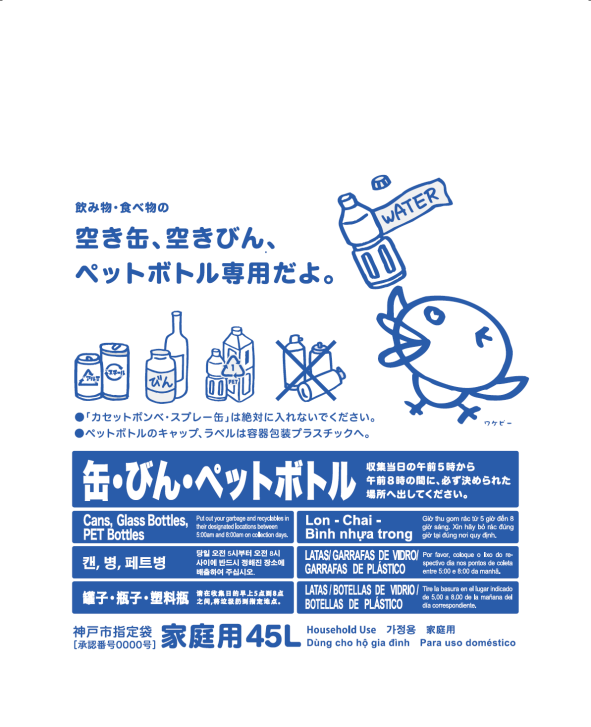 飲み物・食べ物の
WATER
空き缶、空きびん、
ペットボトル専用だよ。
アルミ
スチール
びん
1
PET
●「カセットボンベ・スプレー缶」は絶対に入れないでください。
●ペットボトルのキャップ、ラベルは容器包装プラスチックへ。
ワケビー
缶・びん・ペットボトル
収集当日の午前5時から
午前8時の間に、必ず決められた
場所へ出してください。
Cans, Glass Bottles,
PET Bottles
Put out your garbage and recyclables in
their designated locations between
5:00am and 8:00am on collection days.
Lon - Chai -
Bình nhựa trong
Giờ thu gom rác từ 5 giờ đến 8
giờ sáng. Xin hãy bỏ rác đúng
giờ tại đúng nơi quy định.
캔, 병, 페트병
당일 오전 5시부터 오전 8시
사이에 반드시 정해진 장소에
배출하여 주십시오.
LATAS/ GARRAFAS DE VIDRO/
GARRAFAS DE PLÁSTICO
Por favor, coloque o lixo do re-
spectivo dia nos pontos de coleta
entre 5:00 e 8:00 da manhã.
罐子・瓶子・塑料瓶
请在收集日的早上5点到8点
之间,将垃圾扔到指定地点。
LATAS / BOTELLAS DE VIDRIO /
BOTELLAS DE PLÁSTICO
Tire la basura en el lugar indicado
de 5,00 a 8,00 de la mañana del
día correspondiente.
神戸市指定袋
[承認番号0000号]
家庭用45L
Household Use 가정용 家庭用
Dùng cho hộ gia đình Para uso doméstico